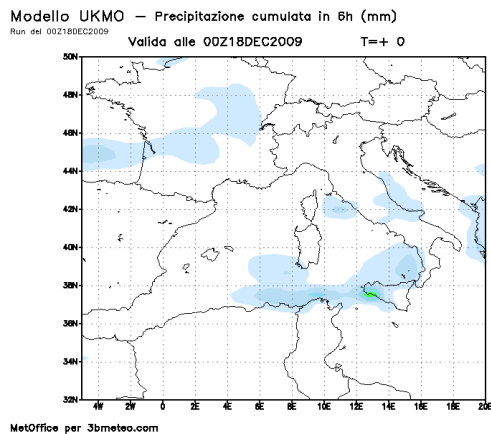 Modello UKMO – Precipitazione cumulata in 6h (mm)
Run del 00Z18DEC2009
Valida alle 00Z18DEC2009 T=+ 0
50N
48N
46N
44N
42N
40N
38N
36N
34N
32N
4W 2W 0 2E 4E 6E 8E 10E 12E 14E 16E 18E 20E
MetOffice per 3bmeteo.com